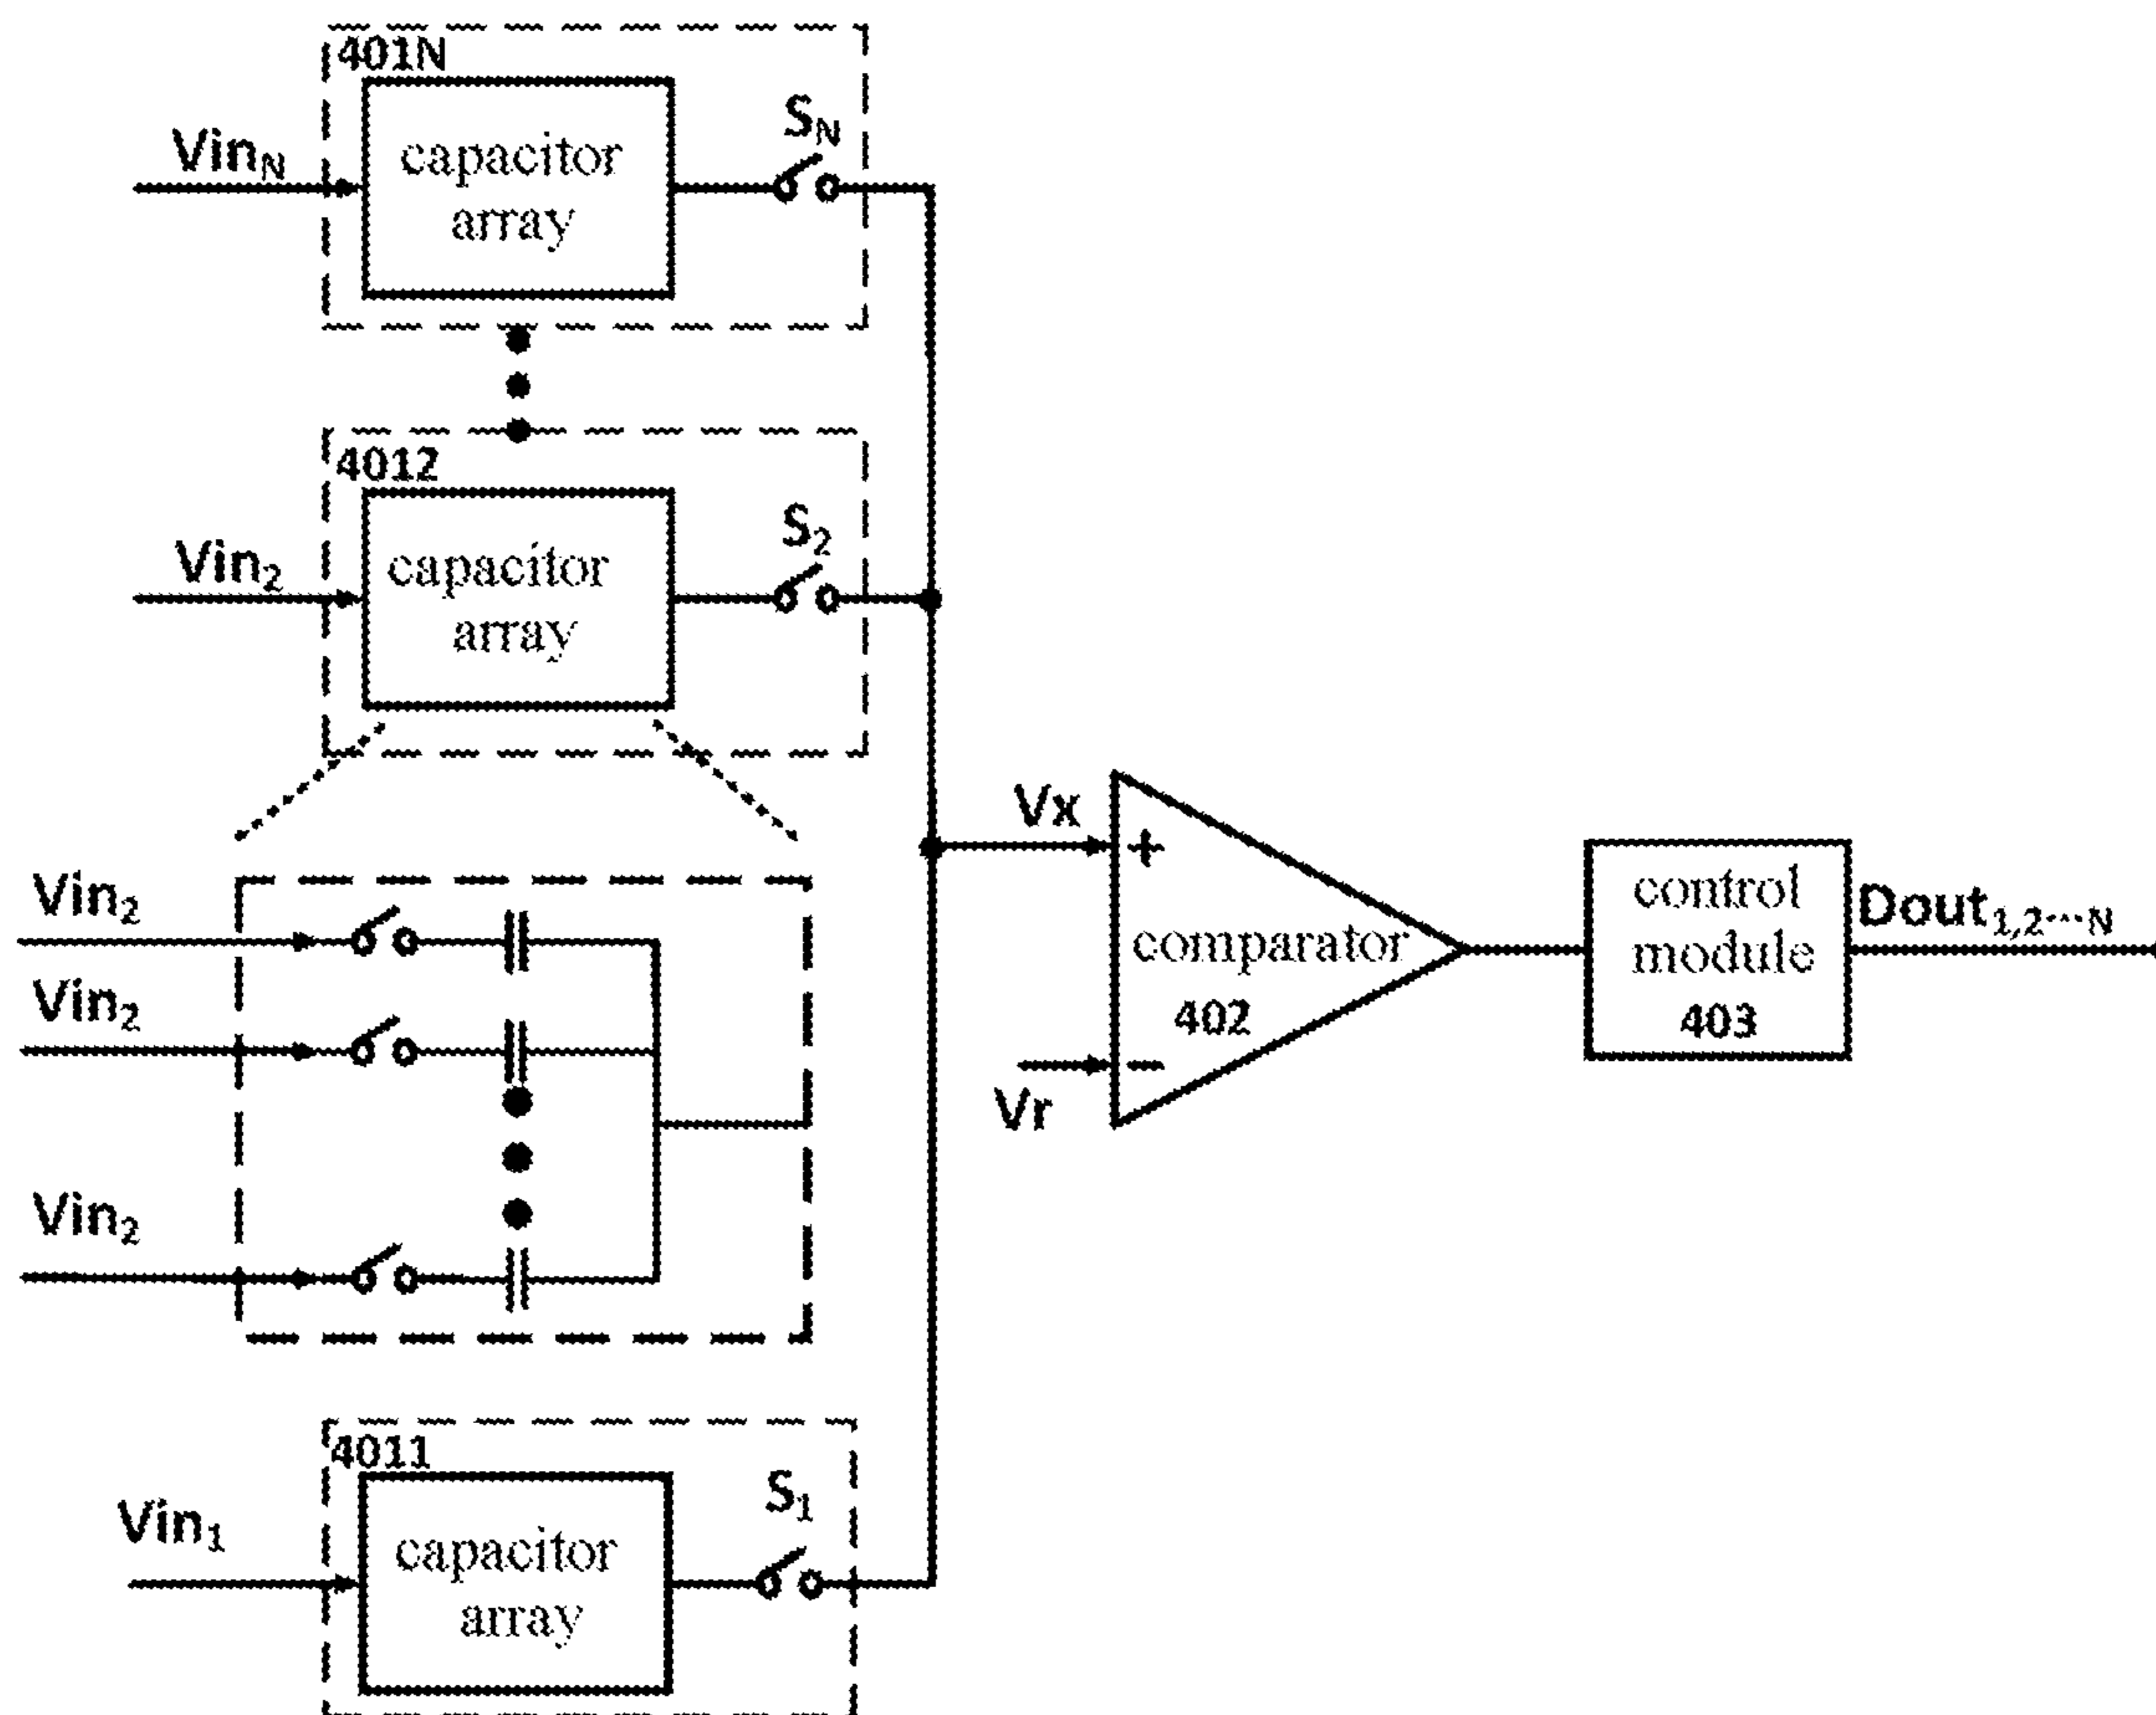 401N
S_N
Vin_N
capacitor
array
4012
S_2
Vin_2
capacitor
array
Vx
+
Vin_2
control
module
403
Dout_1,2...N
comparator
402
Vin_2
−
Vr
Vin_2
4011
S_1
Vin_1
capacitor
array